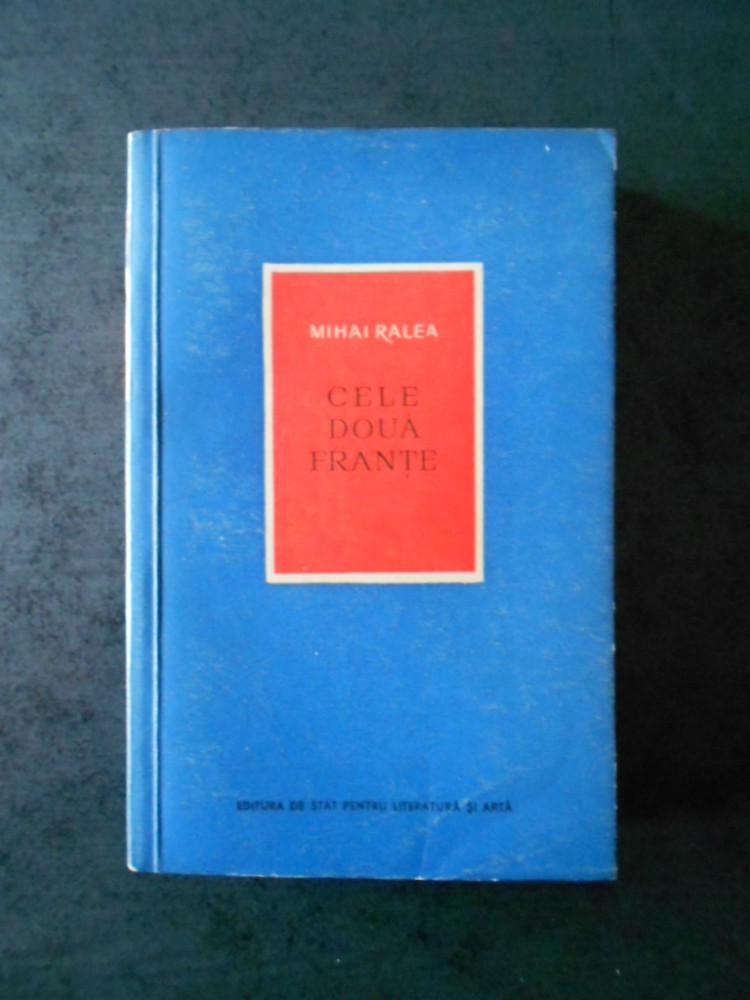 MIHAI RALEA
CELE
DOUĂ
FRANȚE
EDITURA DE STAT PENTRU LITERATURĂ ȘI ARTĂ